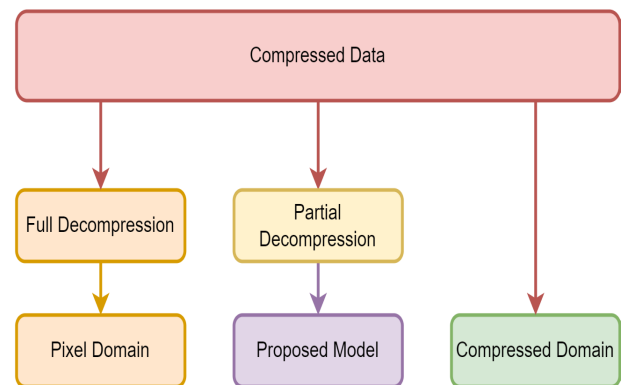 Compressed Data
Full Decompression
Partial
Decompression
Pixel Domain
Proposed Model
Compressed Domain